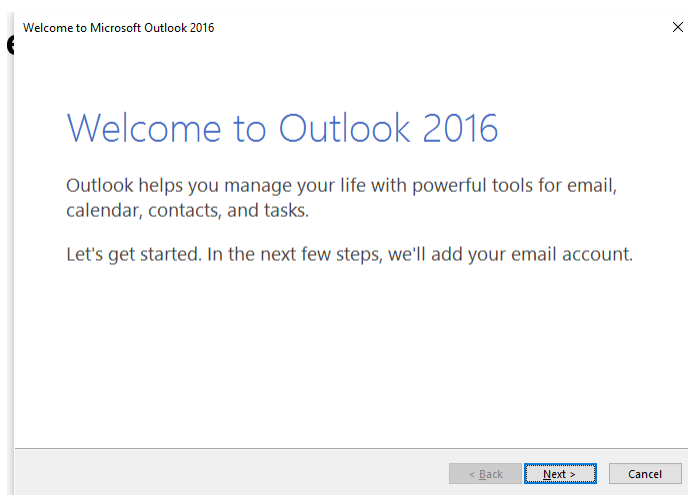 Welcome to Microsoft Outlook 2016
Welcome to Outlook 2016
Outlook helps you manage your life with powerful tools for email,
calendar, contacts, and tasks.
Let's get started. In the next few steps, we'll add your email account.
< Back Next > Cancel